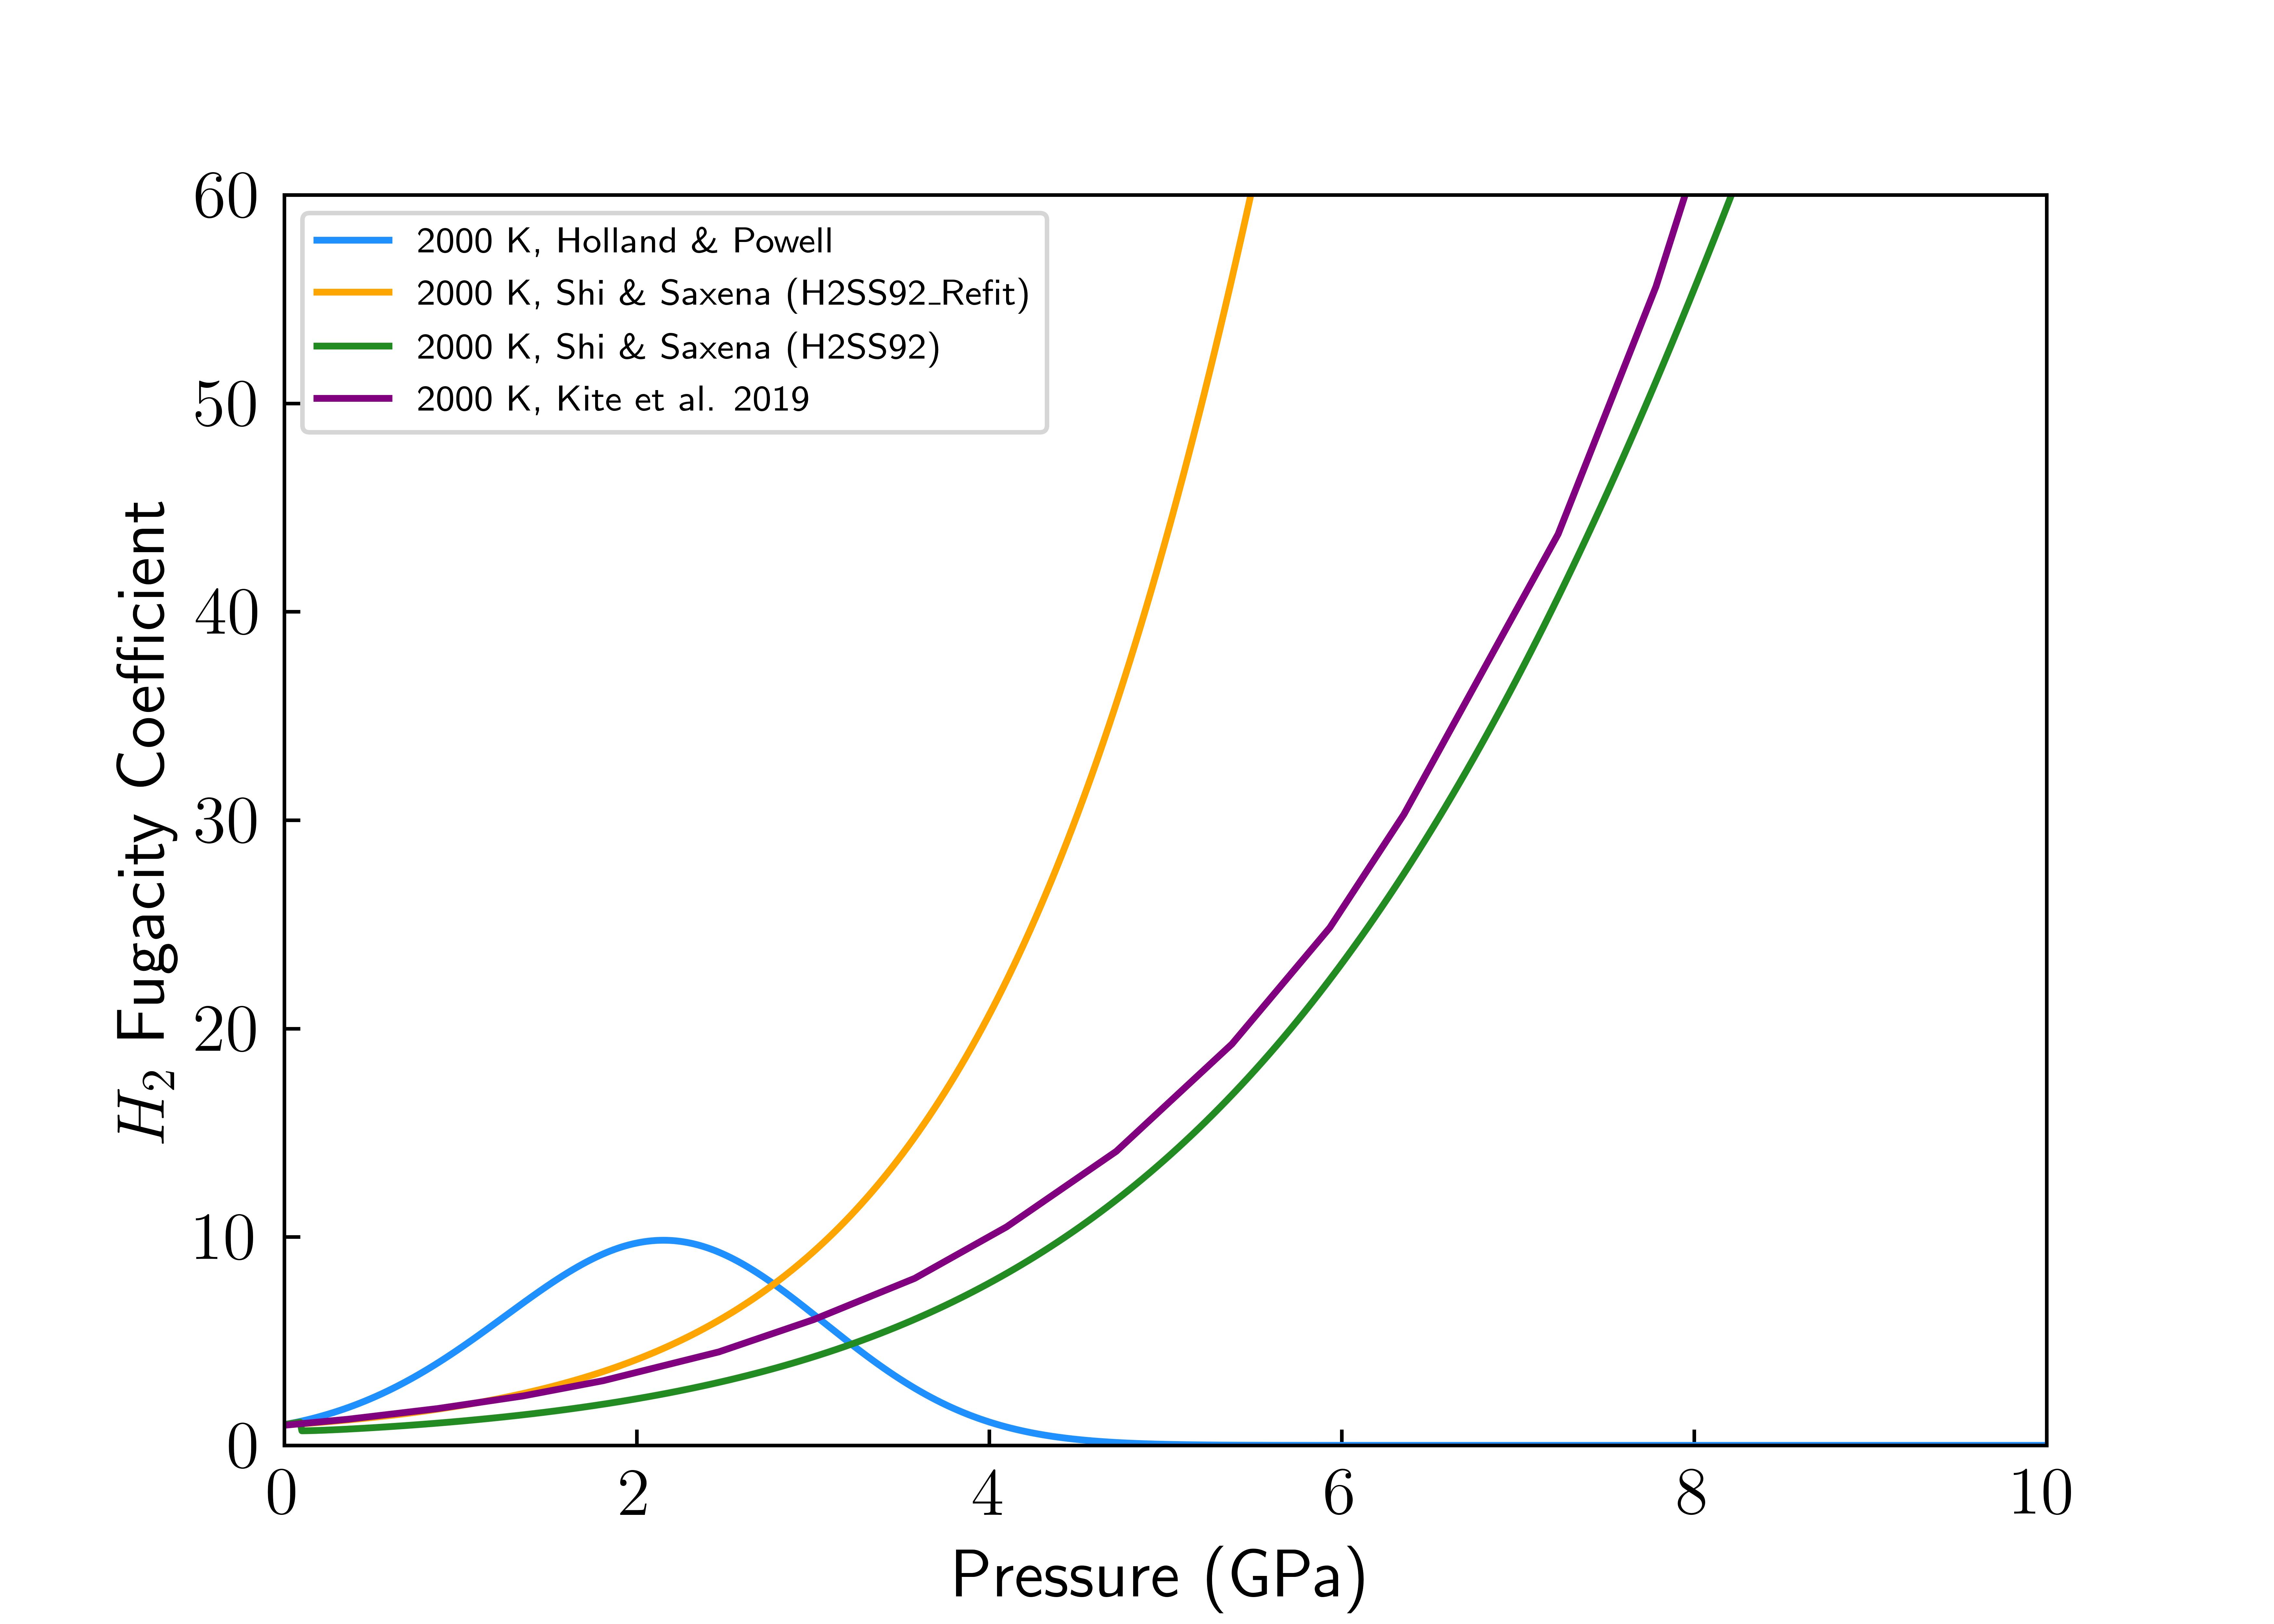 60
50
40
30
20
10
0
H2 Fugacity Coefficient
2000 K, Holland & Powell
2000 K, Shi & Saxena (H2SS92_Refit)
2000 K, Shi & Saxena (H2SS92)
2000 K, Kite et al. 2019
0 2 4 6 8 10
Pressure (GPa)